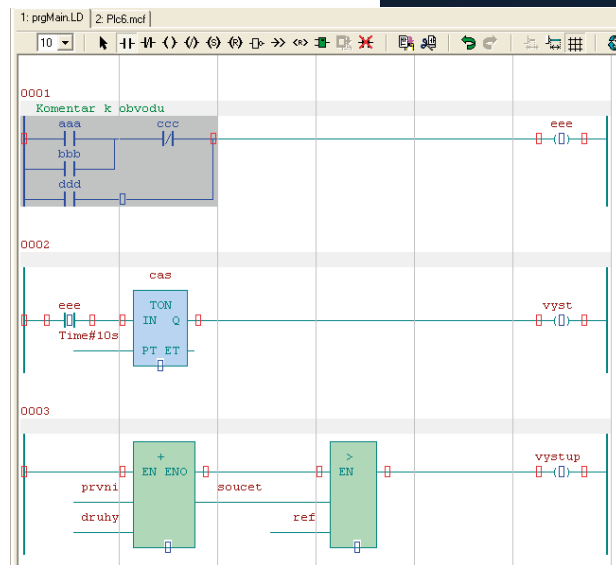 1: prgMain.LD 2: Plc6.mcf
10
0001
Komentar k obvodu
aaa ccc eee
bbb
ddd
0002
cas
eee TON vyst
IN Q
Time#10s
PT ET
0003
+ > vystup
EN ENO EN
prvni soucet
druhy ref